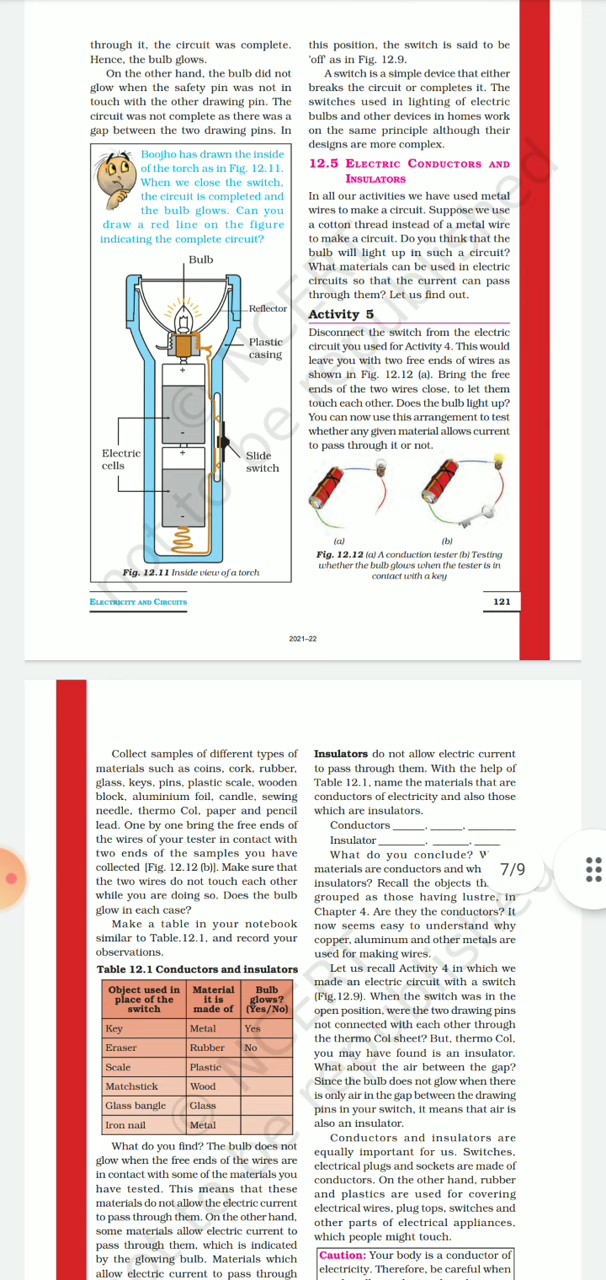 through it, the circuit was complete.
Hence, the bulb glows.
On the other hand, the bulb did not
glow when the safety pin was not in
touch with the other drawing pin. The
circuit was not complete as there was a
gap between the two drawing pins. In
Boojho has drawn the inside
of the torch as in Fig. 12.11.
When we close the switch,
the circuit is completed and
the bulb glows. Can you
draw a red line on the figure
indicating the complete circuit?
Bulb
Reflector
Plastic
casing
+
-
Electric
cells
+
Slide
switch
-
Fig. 12.11 Inside view of a torch
this position, the switch is said to be
'off' as in Fig. 12.9.
A switch is a simple device that either
breaks the circuit or completes it. The
switches used in lighting of electric
bulbs and other devices in homes work
on the same principle although their
designs are more complex.
12.5 ELECTRIC CONDUCTORS AND
INSULATORS
In all our activities we have used metal
wires to make a circuit. Suppose we use
a cotton thread instead of a metal wire
to make a circuit. Do you think that the
bulb will light up in such a circuit?
What materials can be used in electric
circuits so that the current can pass
through them? Let us find out.
Activity 5
Disconnect the switch from the electric
circuit you used for Activity 4. This would
leave you with two free ends of wires as
shown in Fig. 12.12 (a). Bring the free
ends of the two wires close, to let them
touch each other. Does the bulb light up?
You can now use this arrangement to test
whether any given material allows current
to pass through it or not.
(a) (b)
Fig. 12.12 (a) A conduction tester (b) Testing
whether the bulb glows when the tester is in
contact with a key
ELECTRICITY AND CIRCUITS 121
2021–22
© NCERT
not to be republished
Collect samples of different types of
materials such as coins, cork, rubber,
glass, keys, pins, plastic scale, wooden
block, aluminium foil, candle, sewing
needle, thermo Col, paper and pencil
lead. One by one bring the free ends of
the wires of your tester in contact with
two ends of the samples you have
collected [Fig. 12.12 (b)]. Make sure that
the two wires do not touch each other
while you are doing so. Does the bulb
glow in each case?
Make a table in your notebook
similar to Table.12.1, and record your
observations.
Table 12.1 Conductors and insulators
Object used in place of the switch Material it is made of Bulb glows? (Yes/No)
Key Metal Yes
Eraser Rubber No
Scale Plastic
Matchstick Wood
Glass bangle Glass
Iron nail Metal
What do you find? The bulb does not
glow when the free ends of the wires are
in contact with some of the materials you
have tested. This means that these
materials do not allow the electric current
to pass through them. On the other hand,
some materials allow electric current to
pass through them, which is indicated
by the glowing bulb. Materials which
allow electric current to pass through
Insulators do not allow electric current
to pass through them. With the help of
Table 12.1, name the materials that are
conductors of electricity and also those
which are insulators.
Conductors ______, ______, _________
Insulator _________, _______, _____
What do you conclude? W
materials are conductors and wh
insulators? Recall the objects th
grouped as those having lustre, in
Chapter 4. Are they the conductors? It
now seems easy to understand why
copper, aluminum and other metals are
used for making wires.
Let us recall Activity 4 in which we
made an electric circuit with a switch
(Fig.12.9). When the switch was in the
open position, were the two drawing pins
not connected with each other through
the thermo Col sheet? But, thermo Col,
you may have found is an insulator.
What about the air between the gap?
Since the bulb does not glow when there
is only air in the gap between the drawing
pins in your switch, it means that air is
also an insulator.
Conductors and insulators are
equally important for us. Switches,
electrical plugs and sockets are made of
conductors. On the other hand, rubber
and plastics are used for covering
electrical wires, plug tops, switches and
other parts of electrical appliances,
which people might touch.
Caution: Your body is a conductor of
electricity. Therefore, be careful when
7/9
© NCERT
not to be republished